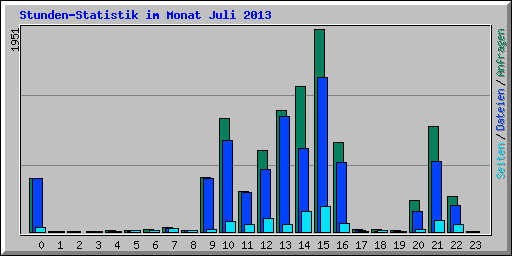 Stunden-Statistik im Monat Juli 2013
1951
Seiten / Dateien / Anfragen
0 1 2 3 4 5 6 7 8 9 10 11 12 13 14 15 16 17 18 19 20 21 22 23